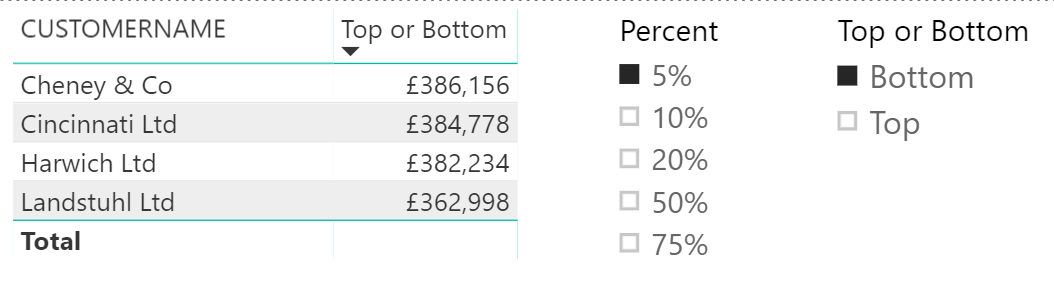 CUSTOMERNAME Top or Bottom
Cheney & Co £386,156
Cincinnati Ltd £384,778
Harwich Ltd £382,234
Landstuhl Ltd £362,998
Total
Percent
5%
10%
20%
50%
75%
Top or Bottom
Bottom
Top